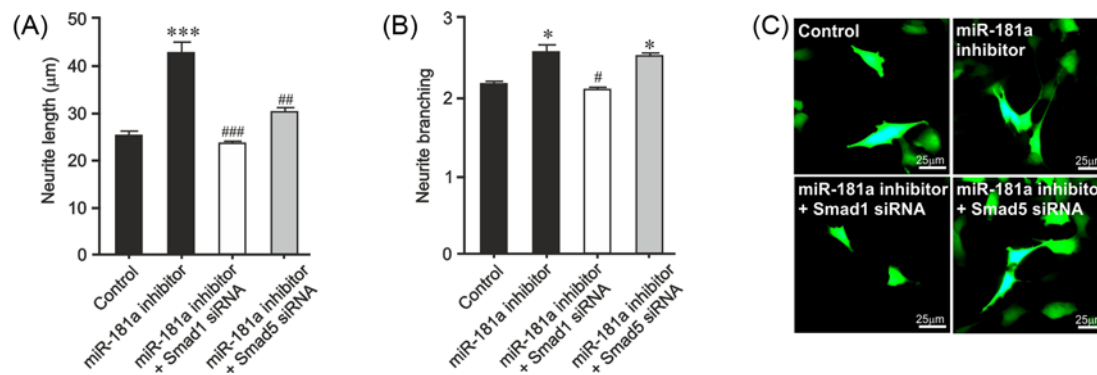 (A)
50
40
30
20
10
0
Neurite length (μm)
***
###
##
Control
miR-181a inhibitor
miR-181a inhibitor
+ Smad1 siRNA
miR-181a inhibitor
+ Smad5 siRNA
(B)
3
2
1
0
Neurite branching
*
#
*
Control
miR-181a inhibitor
miR-181a inhibitor
+ Smad1 siRNA
miR-181a inhibitor
+ Smad5 siRNA
(C)
Control
25μm
miR-181a
inhibitor
25μm
miR-181a inhibitor
+ Smad1 siRNA
25μm
miR-181a inhibitor
+ Smad5 siRNA
25μm